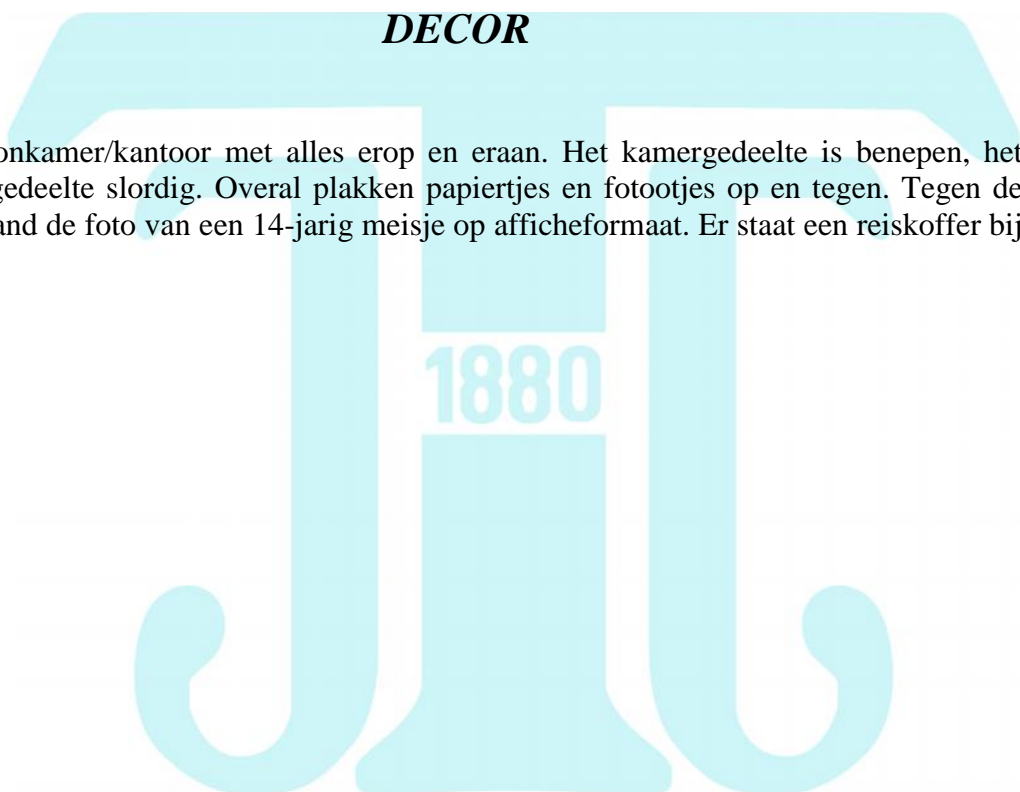 DECOR
onkamer/kantoor met alles erop en eraan. Het kamergedeelte is benepen, het
gedeelte slordig. Overal plakken papiertjes en fotootjes op en tegen. Tegen de
and de foto van een 14-jarig meisje op afficheformaat. Er staat een reiskoffer bij
1880